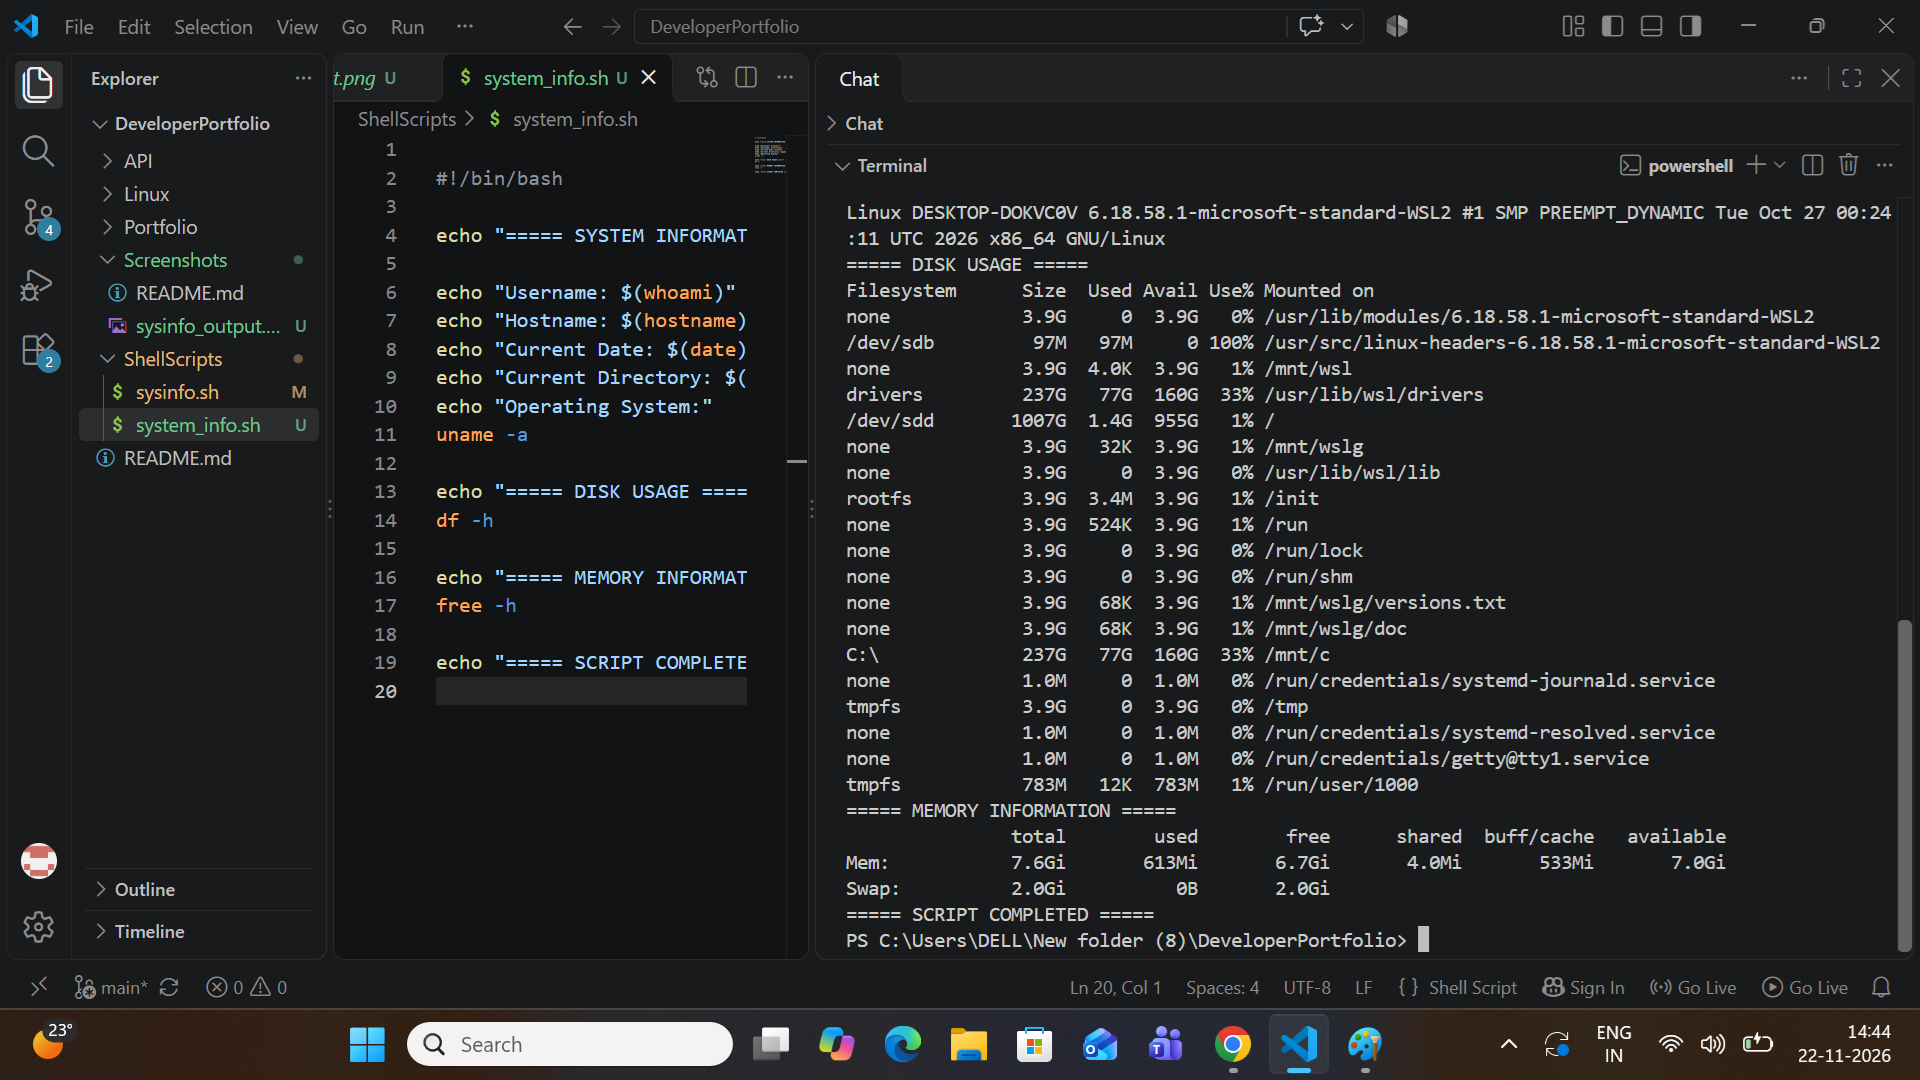 File Edit Selection View Go Run ···
DeveloperPortfolio
Explorer ···
DeveloperPortfolio
API
Linux
Portfolio
Screenshots
README.md
sysinfo_output.... U
ShellScripts
sysinfo.sh M
system_info.sh U
README.md
Outline
Timeline
4
2
t.png U
$ system_info.sh U
ShellScripts > $ system_info.sh
1
2 #!/bin/bash
3
4 echo "===== SYSTEM INFORMAT
5
6 echo "Username: $(whoami)"
7 echo "Hostname: $(hostname)
8 echo "Current Date: $(date)
9 echo "Current Directory: $(
10 echo "Operating System:"
11 uname -a
12
13 echo "===== DISK USAGE ====
14 df -h
15
16 echo "===== MEMORY INFORMAT
17 free -h
18
19 echo "===== SCRIPT COMPLETE
20
Chat
Chat
Terminal
powershell
Linux DESKTOP-DOKVC0V 6.18.58.1-microsoft-standard-WSL2 #1 SMP PREEMPT_DYNAMIC Tue Oct 27 00:24
:11 UTC 2026 x86_64 GNU/Linux
===== DISK USAGE =====
Filesystem Size Used Avail Use% Mounted on
none 3.9G 0 3.9G 0% /usr/lib/modules/6.18.58.1-microsoft-standard-WSL2
/dev/sdb 97M 97M 0 100% /usr/src/linux-headers-6.18.58.1-microsoft-standard-WSL2
none 3.9G 4.0K 3.9G 1% /mnt/wsl
drivers 237G 77G 160G 33% /usr/lib/wsl/drivers
/dev/sdd 1007G 1.4G 955G 1% /
none 3.9G 32K 3.9G 1% /mnt/wslg
none 3.9G 0 3.9G 0% /usr/lib/wsl/lib
rootfs 3.9G 3.4M 3.9G 1% /init
none 3.9G 524K 3.9G 1% /run
none 3.9G 0 3.9G 0% /run/lock
none 3.9G 0 3.9G 0% /run/shm
none 3.9G 68K 3.9G 1% /mnt/wslg/versions.txt
none 3.9G 68K 3.9G 1% /mnt/wslg/doc
C:\ 237G 77G 160G 33% /mnt/c
none 1.0M 0 1.0M 0% /run/credentials/systemd-journald.service
tmpfs 3.9G 0 3.9G 0% /tmp
none 1.0M 0 1.0M 0% /run/credentials/systemd-resolved.service
none 1.0M 0 1.0M 0% /run/credentials/getty@tty1.service
tmpfs 783M 12K 783M 1% /run/user/1000
===== MEMORY INFORMATION =====
total used free shared buff/cache available
Mem: 7.6Gi 613Mi 6.7Gi 4.0Mi 533Mi 7.0Gi
Swap: 2.0Gi 0B 2.0Gi
===== SCRIPT COMPLETED =====
PS C:\Users\DELL\New folder (8)\DeveloperPortfolio>
main* 0 0
Ln 20, Col 1 Spaces: 4 UTF-8 LF { } Shell Script Sign In Go Live Go Live
23°
Search
ENG
IN
14:44
22-11-2026